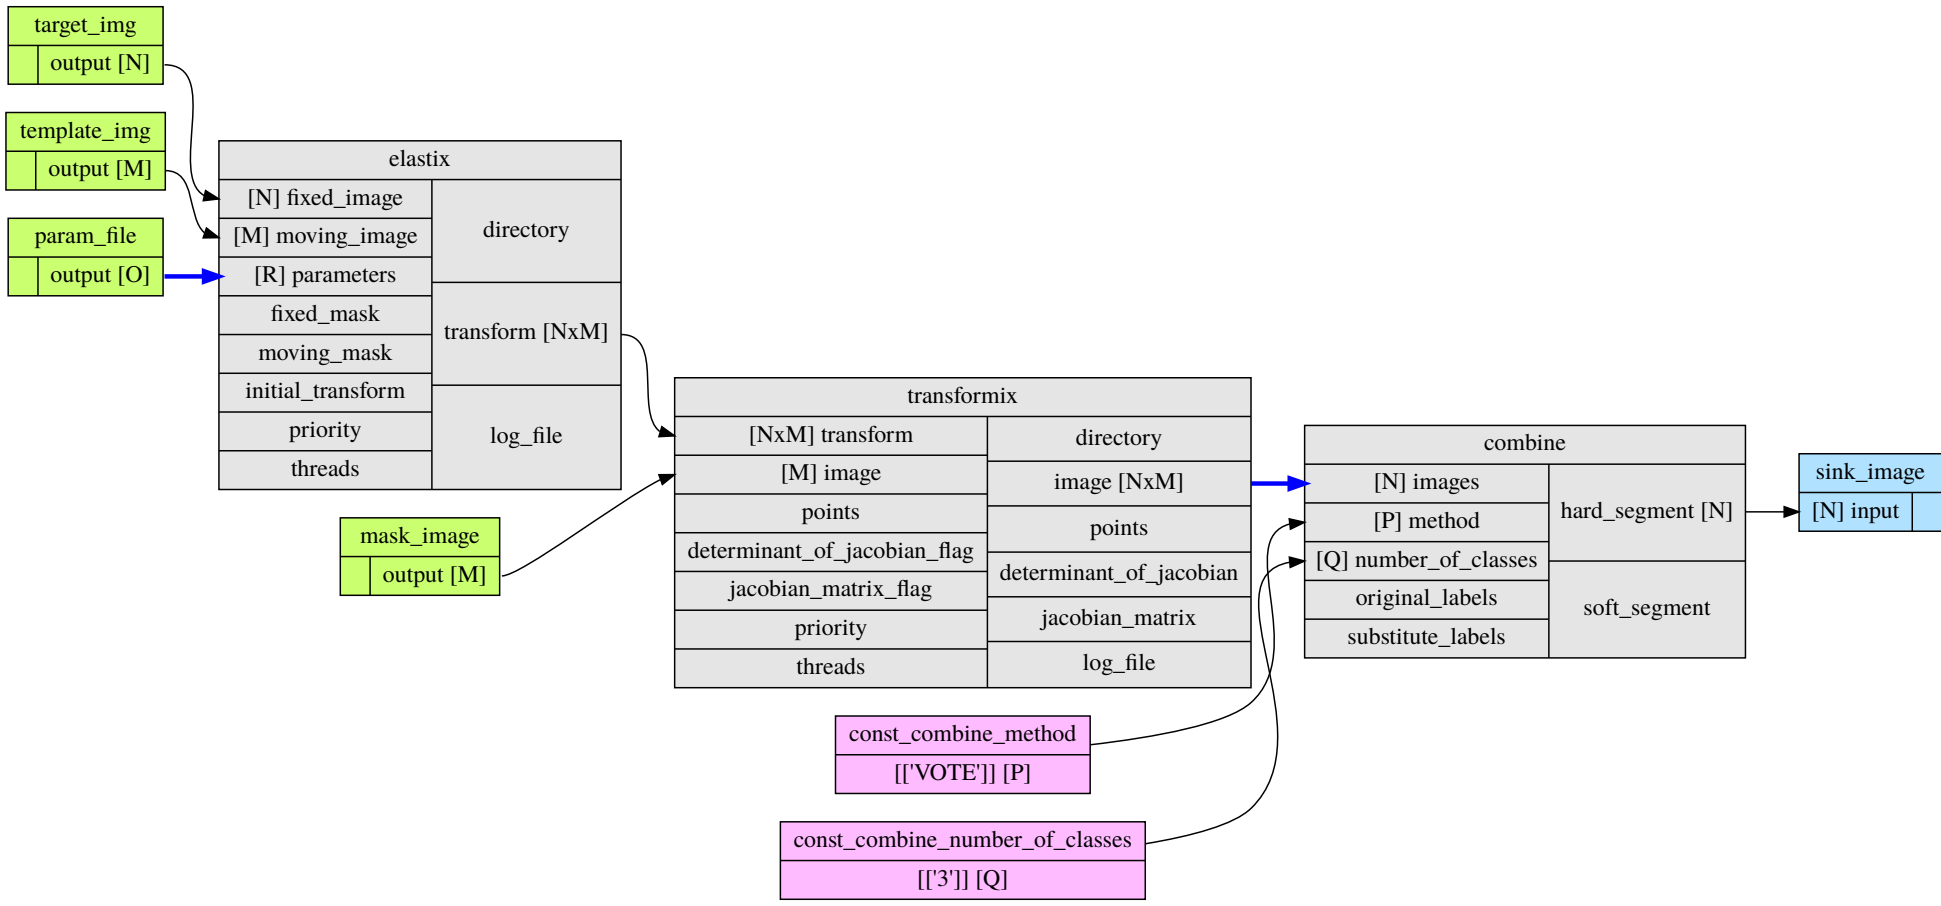 target_img
output [N]
template_img
output [M]
param_file
output [O]
elastix
[N] fixed_image
[M] moving_image
[R] parameters
fixed_mask
moving_mask
initial_transform
priority
threads
directory
transform [NxM]
log_file
mask_image
output [M]
transformix
[NxM] transform
[M] image
points
determinant_of_jacobian_flag
jacobian_matrix_flag
priority
threads
directory
image [NxM]
points
determinant_of_jacobian
jacobian_matrix
log_file
const_combine_method
[['VOTE']] [P]
const_combine_number_of_classes
[['3']] [Q]
combine
[N] images
[P] method
[Q] number_of_classes
original_labels
substitute_labels
hard_segment [N]
soft_segment
sink_image
[N] input